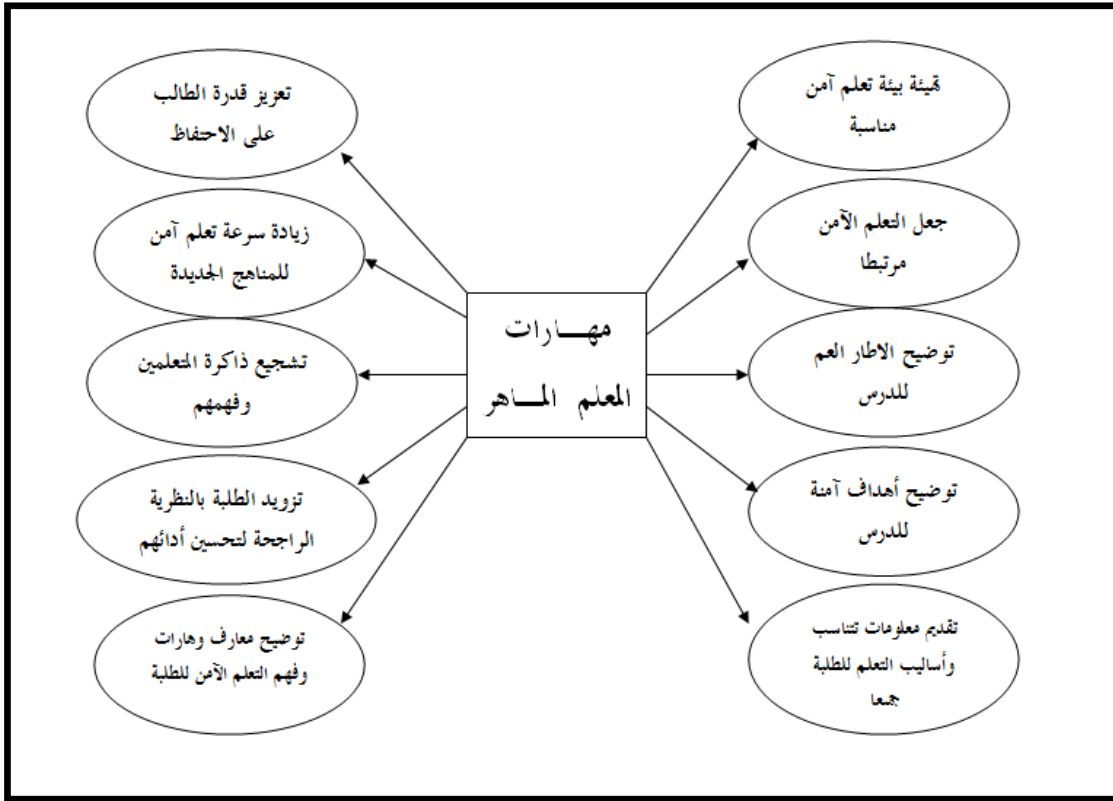 مهـــارات
المعلم المـــاهر
تهيئة بيئة تعلم آمن
مناسبة
جعل التعلم الآمن
مرتبطا
توضيح الاطار العم
للدرس
توضيح أهداف آمنة
للدرس
تقديم معلومات تتناسب
وأساليب التعلم للطلبة
جمعا
تعزيز قدرة الطالب
على الاحتفاظ
زيادة سرعة تعلم آمن
للمناهج الجديدة
تشجيع ذاكرة المتعلمين
وفهمهم
تزويد الطلبة بالنظرية
الراجحة لتحسين أدائهم
توضيح معارف وهارات
وفهم التعلم الآمن للطلبة